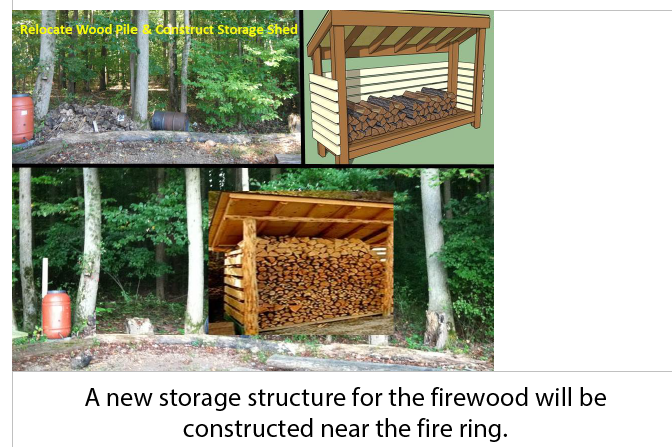 Relocate Wood Pile & Construct Storage Shed
A new storage structure for the firewood will be
constructed near the fire ring.